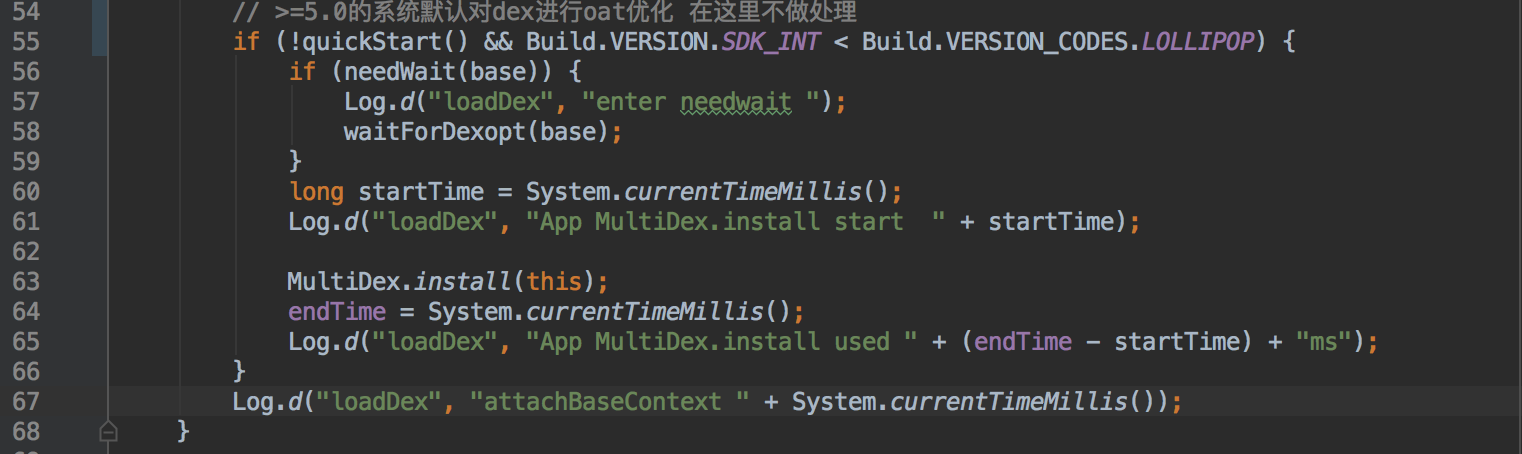 54 // >=5.0的系统默认对dex进行oat优化 在这里不做处理
55 if (!quickStart() && Build.VERSION.SDK_INT < Build.VERSION_CODES.LOLLIPOP) {
56 if (needWait(base)) {
57 Log.d("loadDex", "enter needwait ");
58 waitForDexopt(base);
59 }
60 long startTime = System.currentTimeMillis();
61 Log.d("loadDex", "App MultiDex.install start  " + startTime);
62
63 MultiDex.install(this);
64 endTime = System.currentTimeMillis();
65 Log.d("loadDex", "App MultiDex.install used " + (endTime - startTime) + "ms");
66 }
67 Log.d("loadDex", "attachBaseContext " + System.currentTimeMillis());
68 }